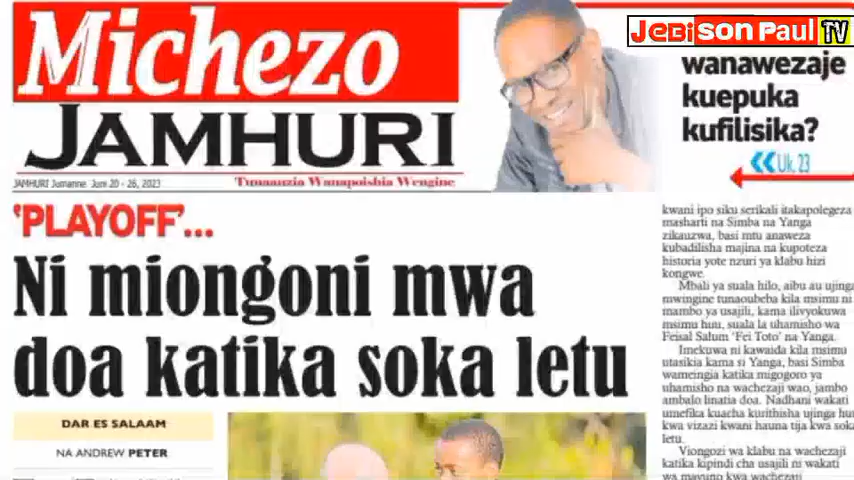 Michezo
JAMHURI
JAMHURI Jumanne Juni 20 - 26, 2023
Tunaanzia Wanapoishia Wengine
JEBiSON PAUL TV
wanawezaje
kuepuka
kufilisika?
Uk. 23
'PLAYOFF'...
Ni miongoni mwa
doa katika soka letu
DAR ES SALAAM
NA ANDREW PETER
kwani ipo siku serikali itakapolegeza
masharti na Simba na Yanga
zikauzwa, basi mtu anaweza
kubadilisha majina na kupoteza
historia yote nzuri ya klabu hizi
kongwe.
Mbali ya suala hilo, aibu au ujinga
mwingine tunaoubeba kila msimu ni
mambo ya usajili, kama ilivyokuwa
msimu huu, suala la uhamisho wa
Feisal Salum 'Fei Toto' na Yanga.
Imekuwa ni kawaida kila msimu
utasikia kama si Yanga, basi Simba
wameingia katika migogoro ya
uhamisho na wachezaji wao, jambo
ambalo linatia doa. Nadhani wakati
umefika kuacha kurithisha ujinga huu
kwa vizazi kwani hauna tija kwa soka
letu.
Viongozi wa klabu na wachezaji
katika kipindi cha usajili ni wakati
wa mavuno kwa wachezaji